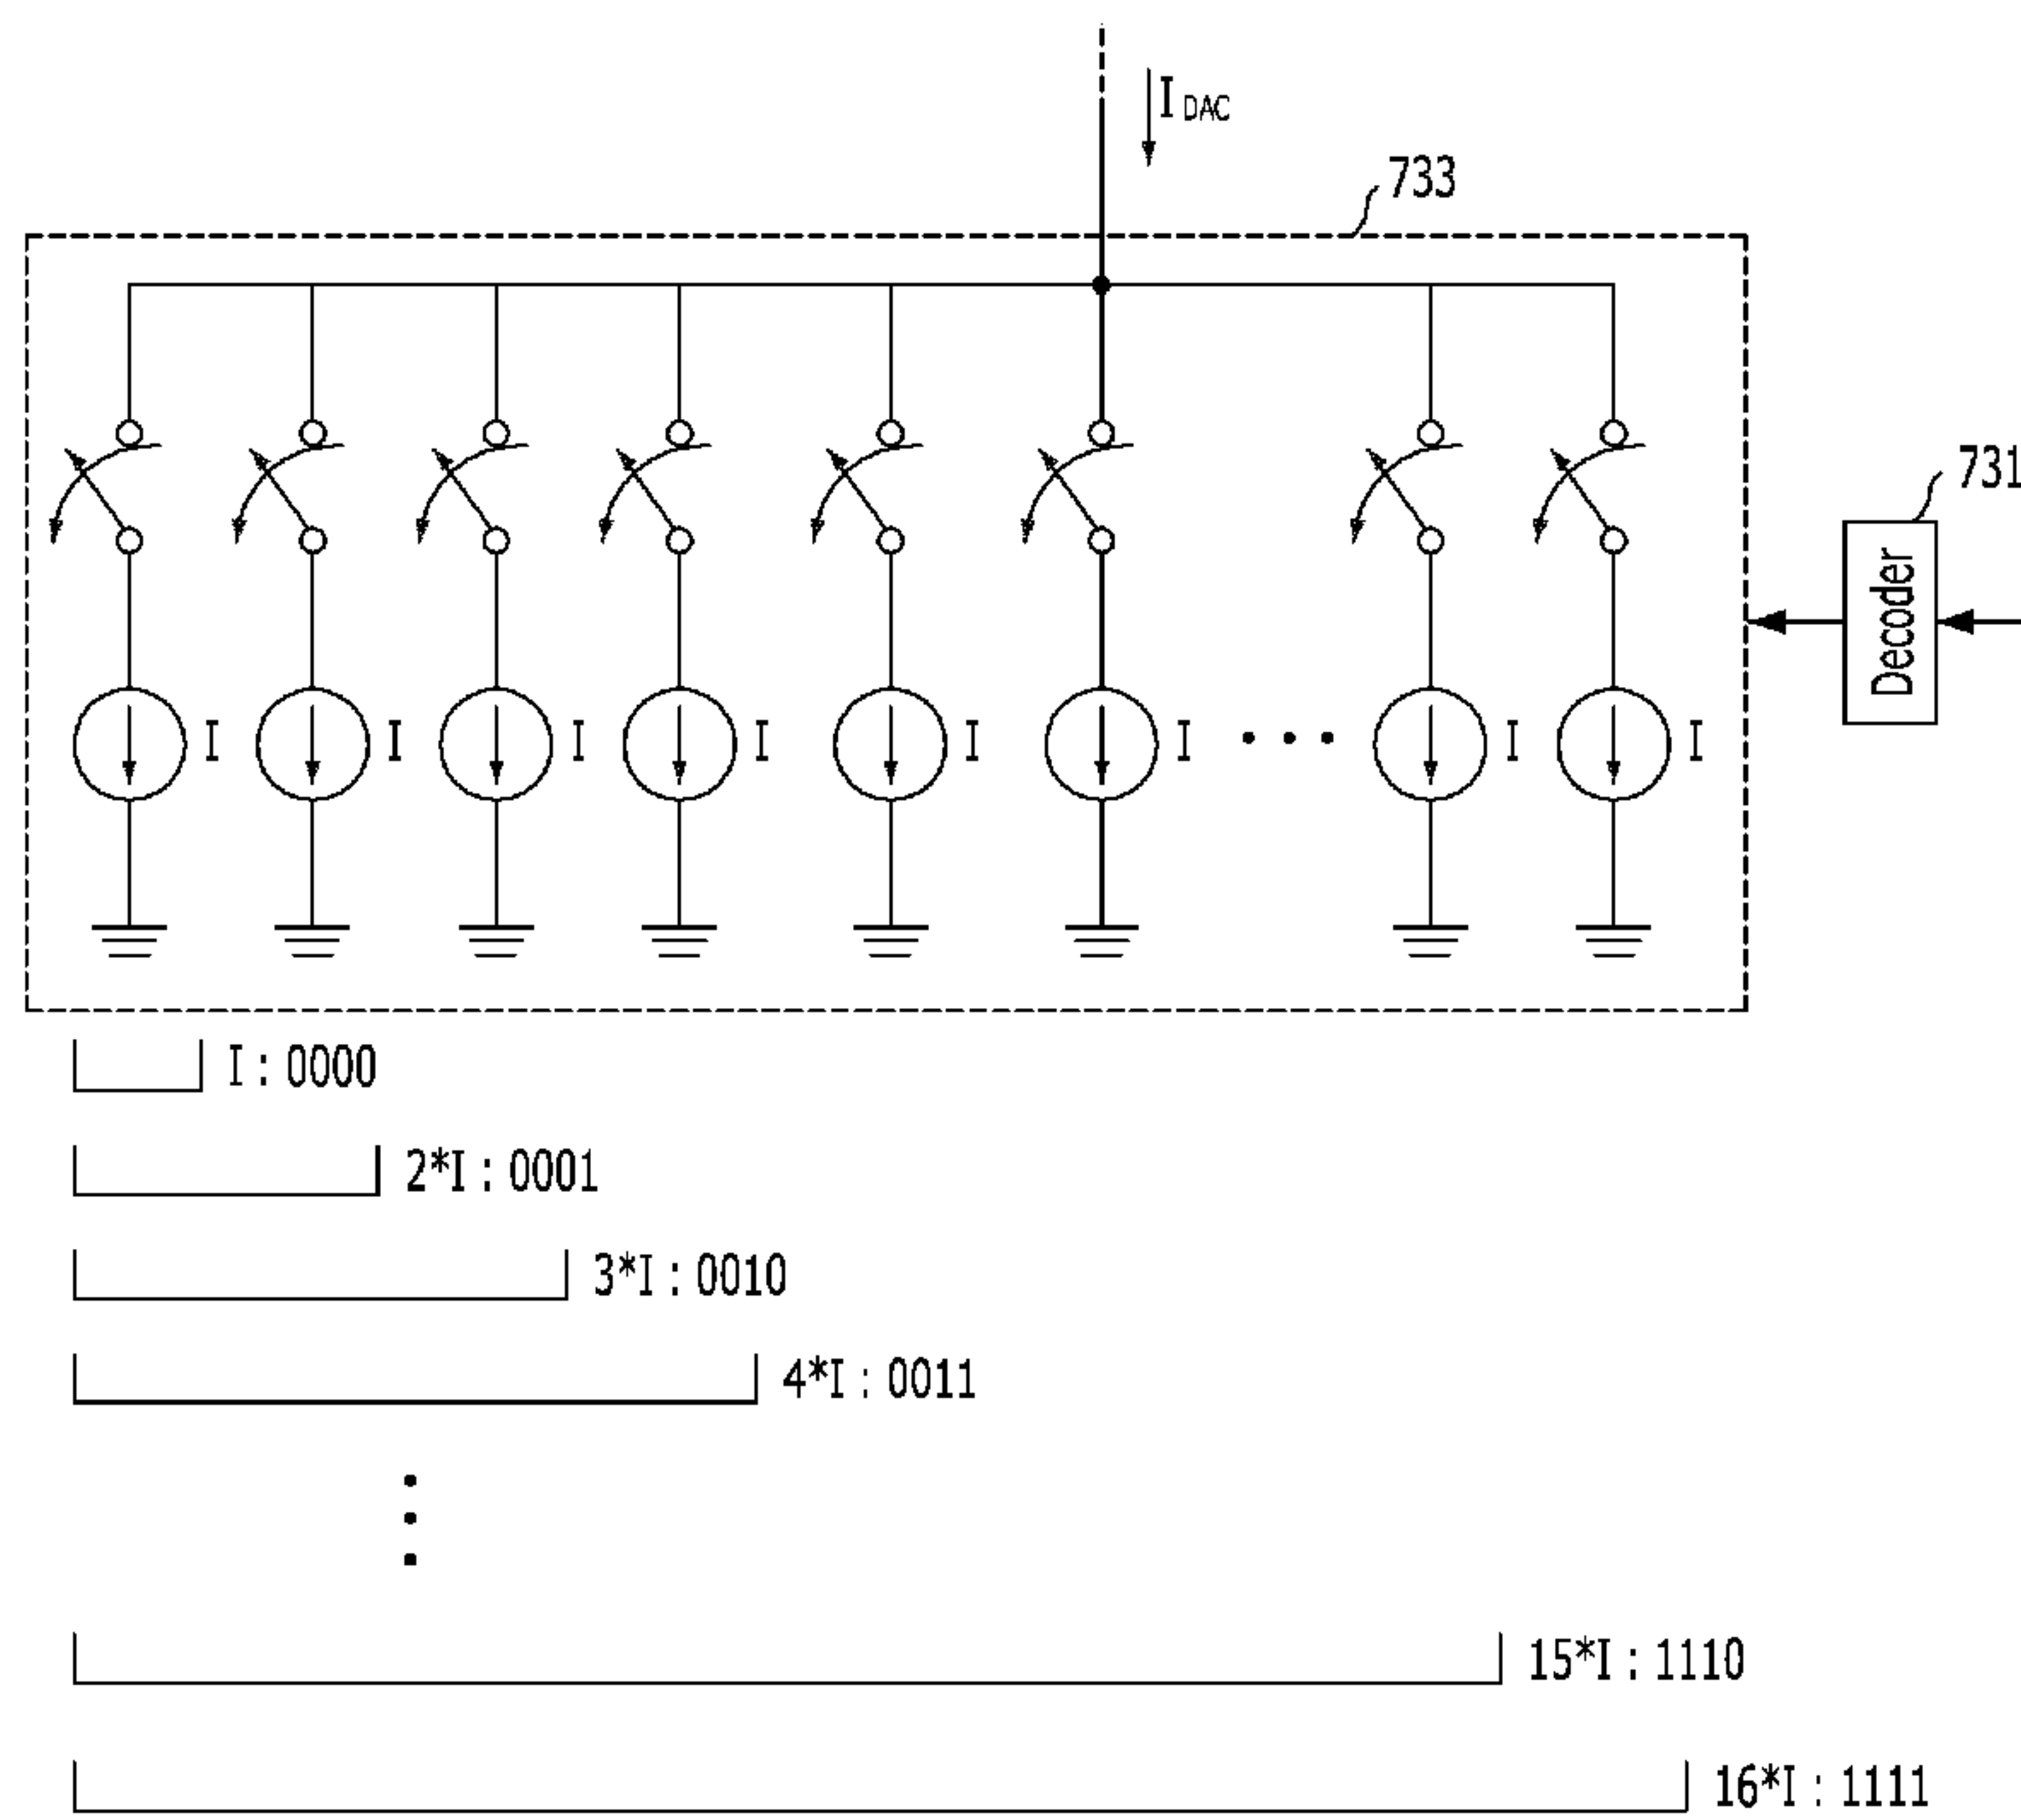 I DAC
733
731
Decoder
I I I I I I I I
I : 0000
2*I : 0001
3*I : 0010
4*I : 0011
15*I : 1110
16*I : 1111